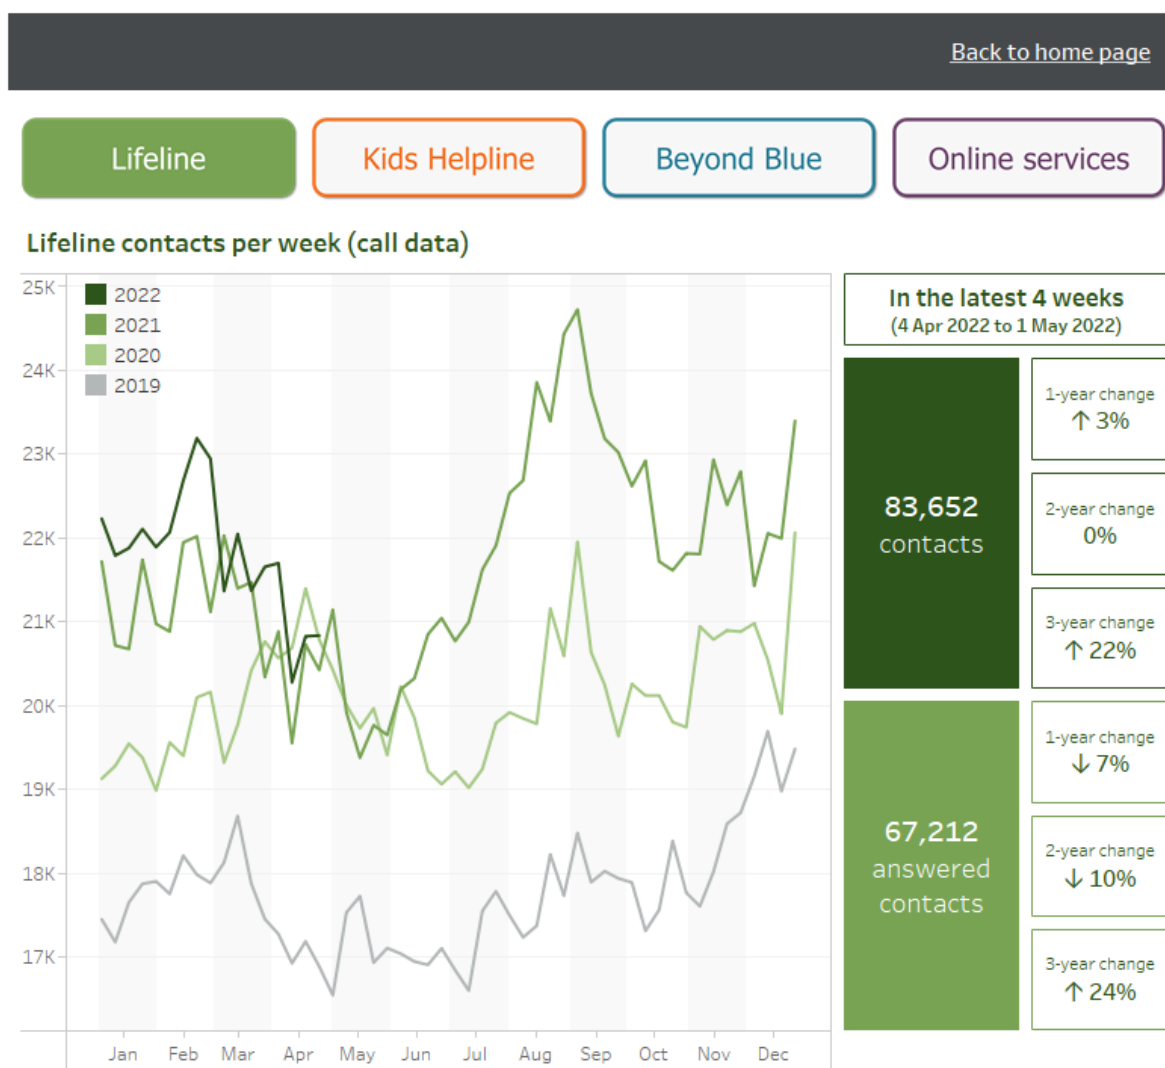 Back to home page
Lifeline
Kids Helpline
Beyond Blue
Online services
Lifeline contacts per week (call data)
25K
24K
23K
22K
21K
20K
19K
18K
17K
2022
2021
2020
2019
Jan Feb Mar Apr May Jun Jul Aug Sep Oct Nov Dec
In the latest 4 weeks
(4 Apr 2022 to 1 May 2022)
83,652
contacts
1-year change
↑ 3%
2-year change
0%
3-year change
↑ 22%
67,212
answered
contacts
1-year change
↓ 7%
2-year change
↓ 10%
3-year change
↑ 24%